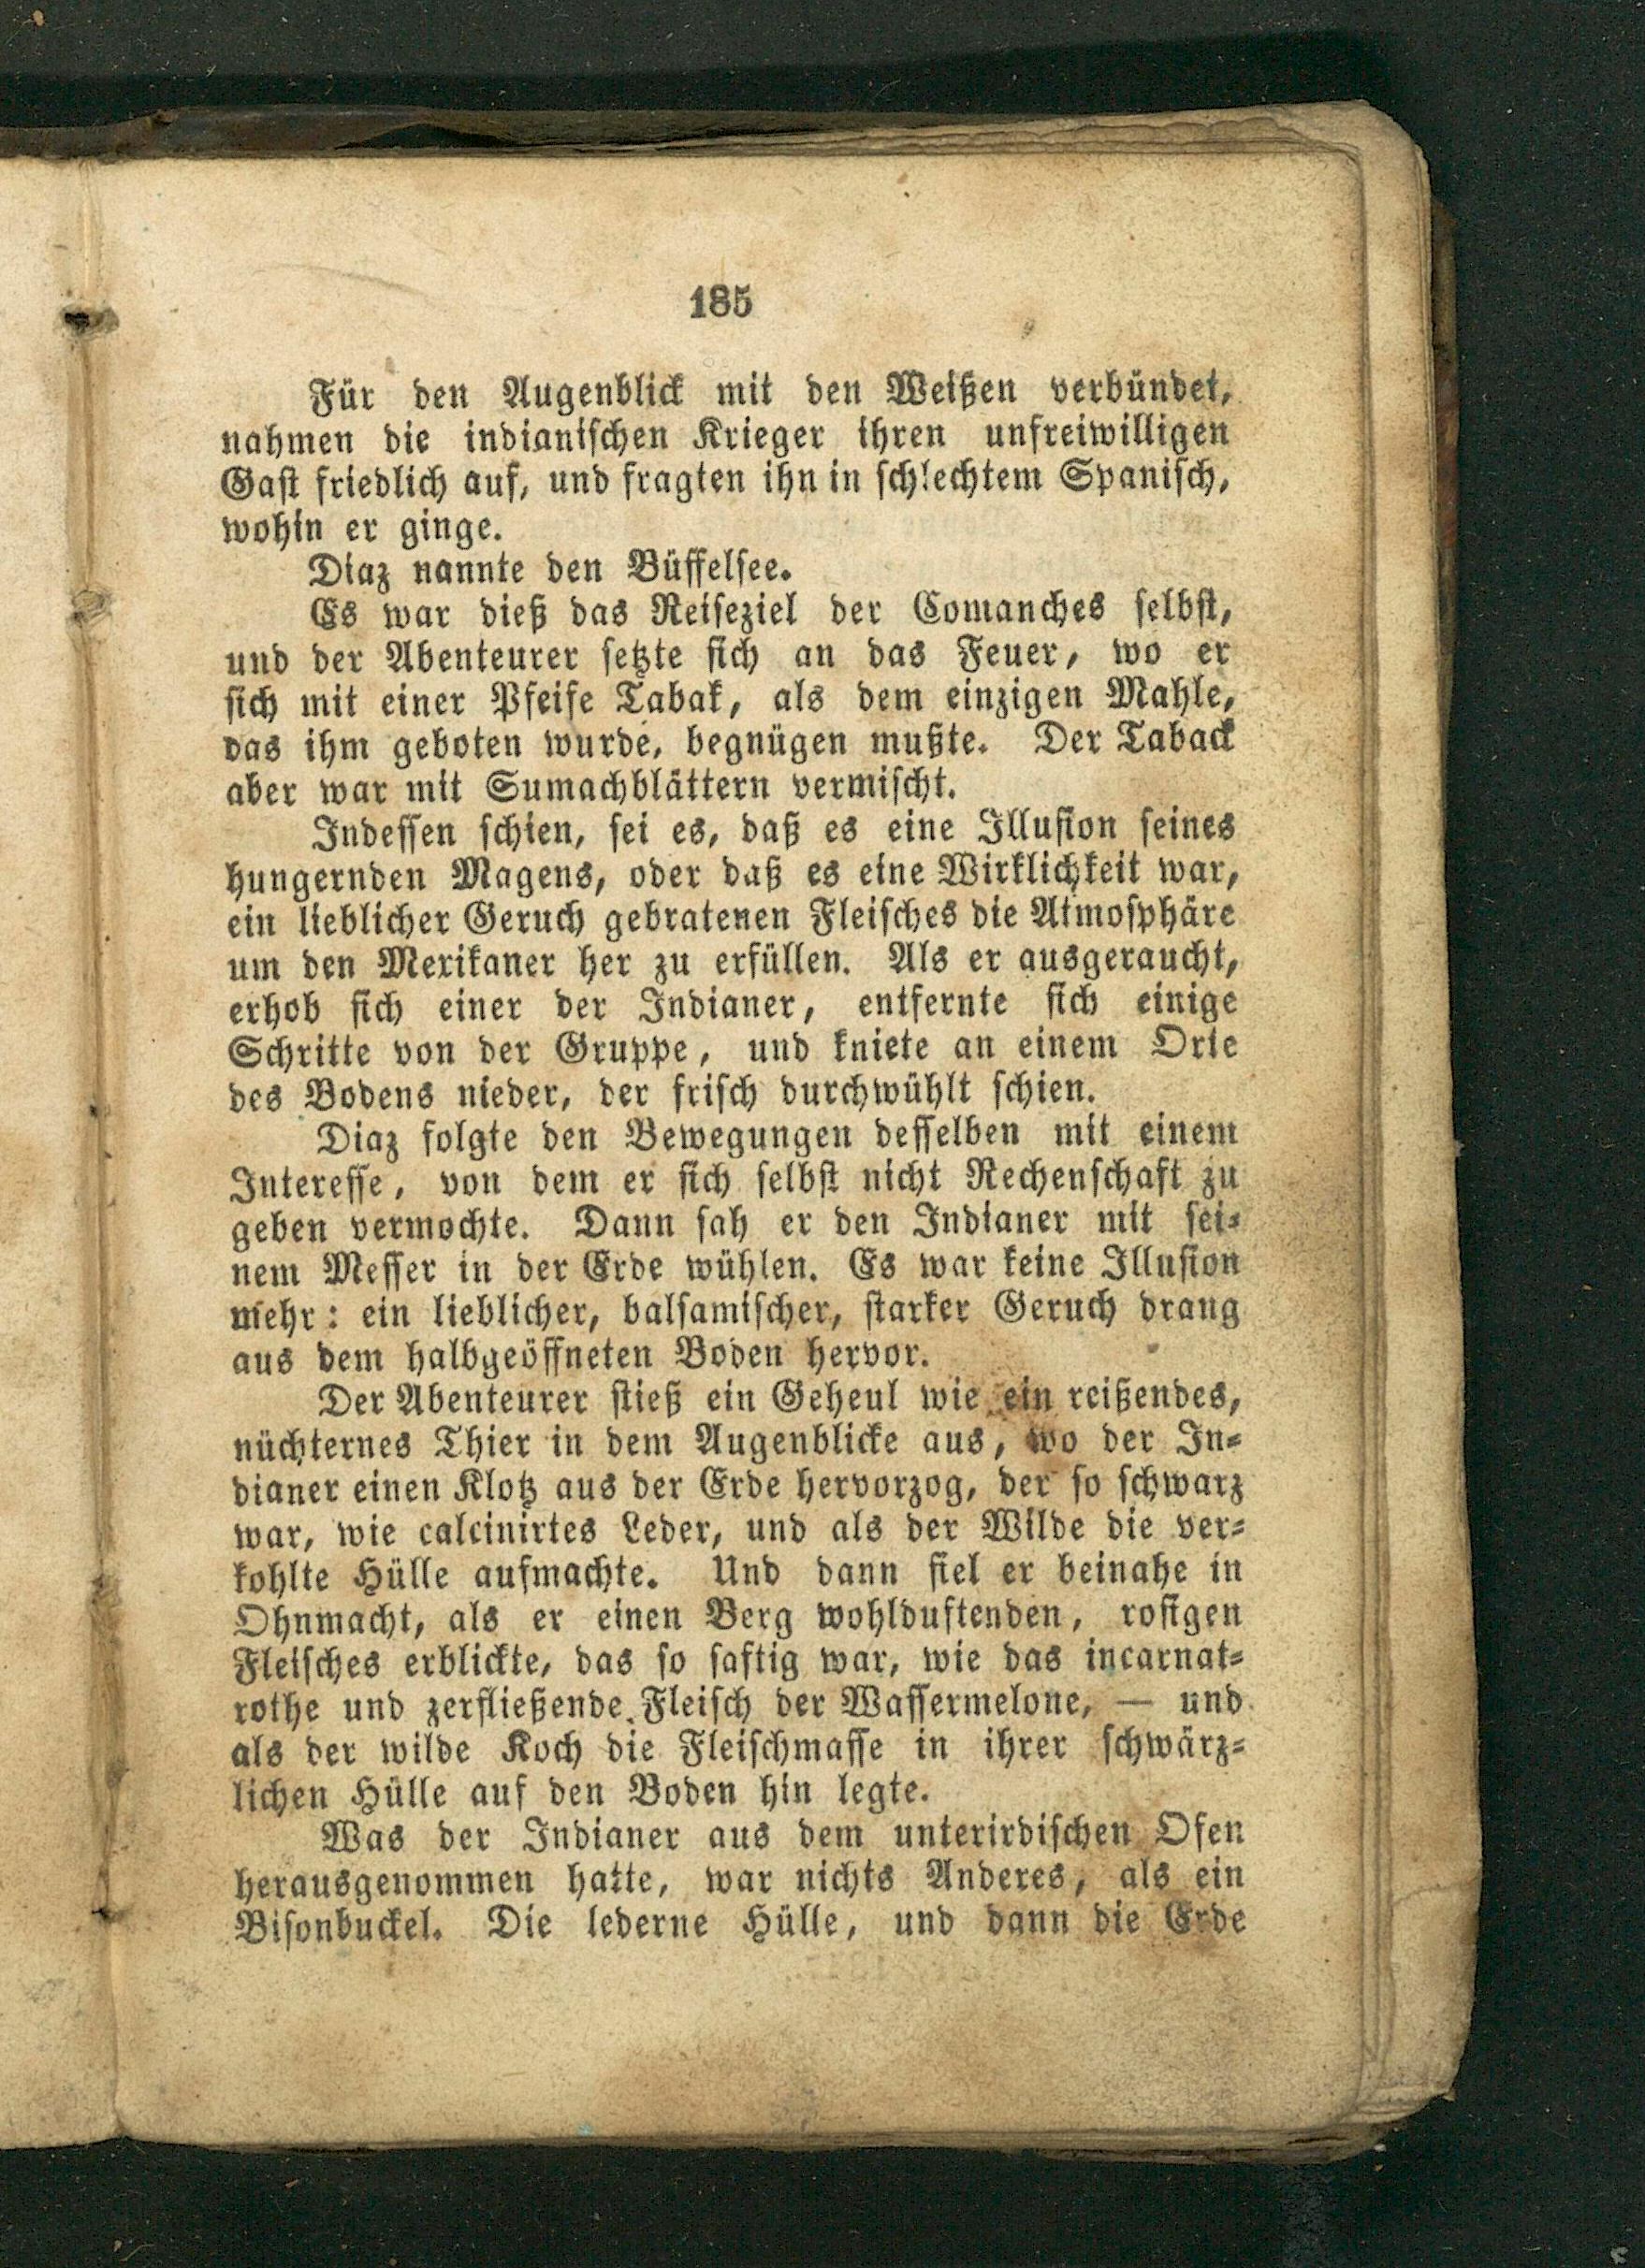 185
Für den Augenblick mit den Weißen verbündet,
nahmen die indianischen Krieger ihren unfreiwilligen
Gast friedlich auf, und fragten ihn in schlechtem Spanisch,
wohin er ginge.
Diaz nannte den Büffelsee.
Es war dieß das Reiseziel der Comanches selbst,
und der Abenteurer setzte sich an das Feuer, wo er
sich mit einer Pfeife Tabak, als dem einzigen Mahle,
das ihm geboten wurde, begnügen mußte. Der Taback
aber war mit Sumachblättern vermischt.
Indessen schien, sei es, daß es eine Illusion seines
hungernden Magens, oder daß es eine Wirklichkeit war,
ein lieblicher Geruch gebratenen Fleisches die Atmosphäre
um den Mexikaner her zu erfüllen. Als er ausgeraucht,
erhob sich einer der Indianer, entfernte sich einige
Schritte von der Gruppe, und kniete an einem Orte
des Bodens nieder, der frisch durchwühlt schien.
Diaz folgte den Bewegungen desselben mit einem
Interesse, von dem er sich selbst nicht Rechenschaft zu
geben vermochte. Dann sah er den Indianer mit sei-
nem Messer in der Erde wühlen. Es war keine Illusion
mehr: ein lieblicher, balsamischer, starker Geruch drang
aus dem halbgeöffneten Boden hervor.
Der Abenteurer stieß ein Geheul wie ein reißendes,
nüchternes Thier in dem Augenblicke aus, wo der In-
dianer einen Klotz aus der Erde hervorzog, der so schwarz
war, wie calcinirtes Leder, und als der Wilde die ver-
kohlte Hülle aufmachte. Und dann fiel er beinahe in
Ohnmacht, als er einen Berg wohlduftenden, rosigen
Fleisches erblickte, das so saftig war, wie das incarnat-
rothe und zerfließende Fleisch der Wassermelone, — und
als der wilde Koch die Fleischmasse in ihrer schwärz-
lichen Hülle auf den Boden hin legte.
Was der Indianer aus dem unterirdischen Ofen
herausgenommen hatte, war nichts Anderes, als ein
Bisonbuckel. Die lederne Hülle, und dann die Erde